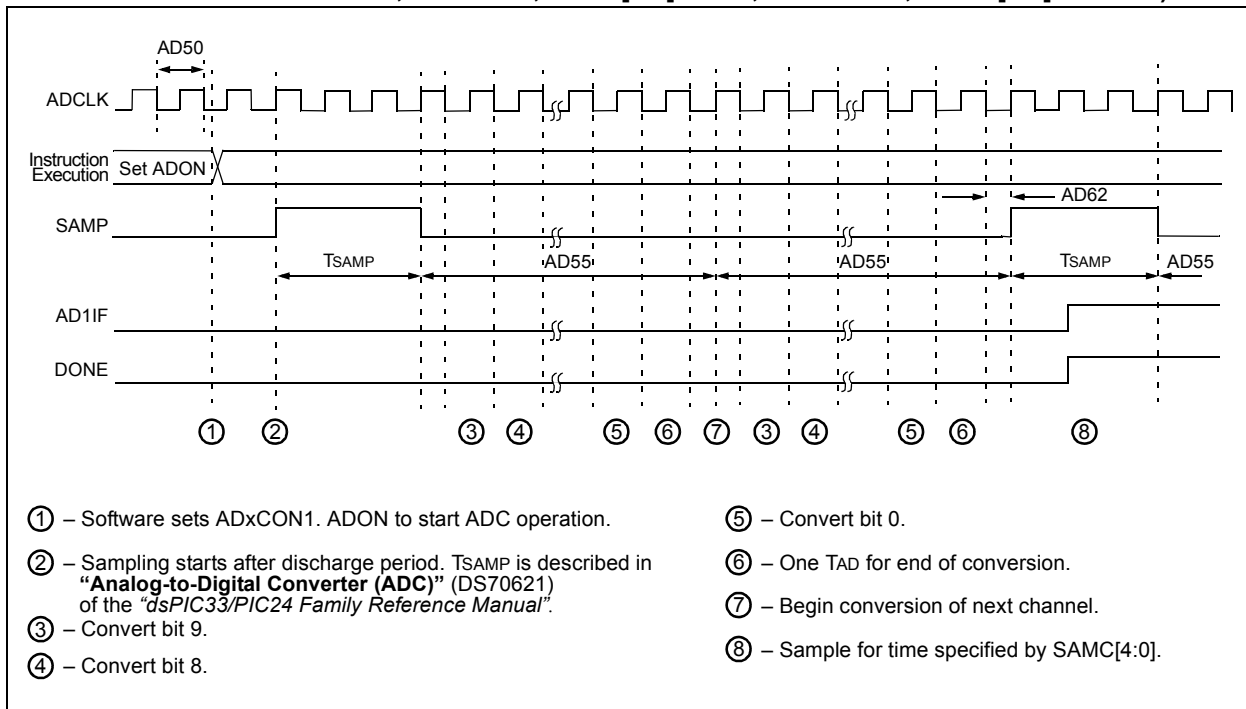 AD50
ADCLK
Instruction
Execution
Set ADON
AD62
SAMP
TSAMP
AD55
AD55
TSAMP
AD55
AD1IF
DONE
1 2 3 4 5 6 7 3 4 5 6 8
1 – Software sets ADxCON1. ADON to start ADC operation.
2 – Sampling starts after discharge period. TSAMP is described in
“Analog-to-Digital Converter (ADC)” (DS70621)
of the “dsPIC33/PIC24 Family Reference Manual”.
3 – Convert bit 9.
4 – Convert bit 8.
5 – Convert bit 0.
6 – One TAD for end of conversion.
7 – Begin conversion of next channel.
8 – Sample for time specified by SAMC[4:0].